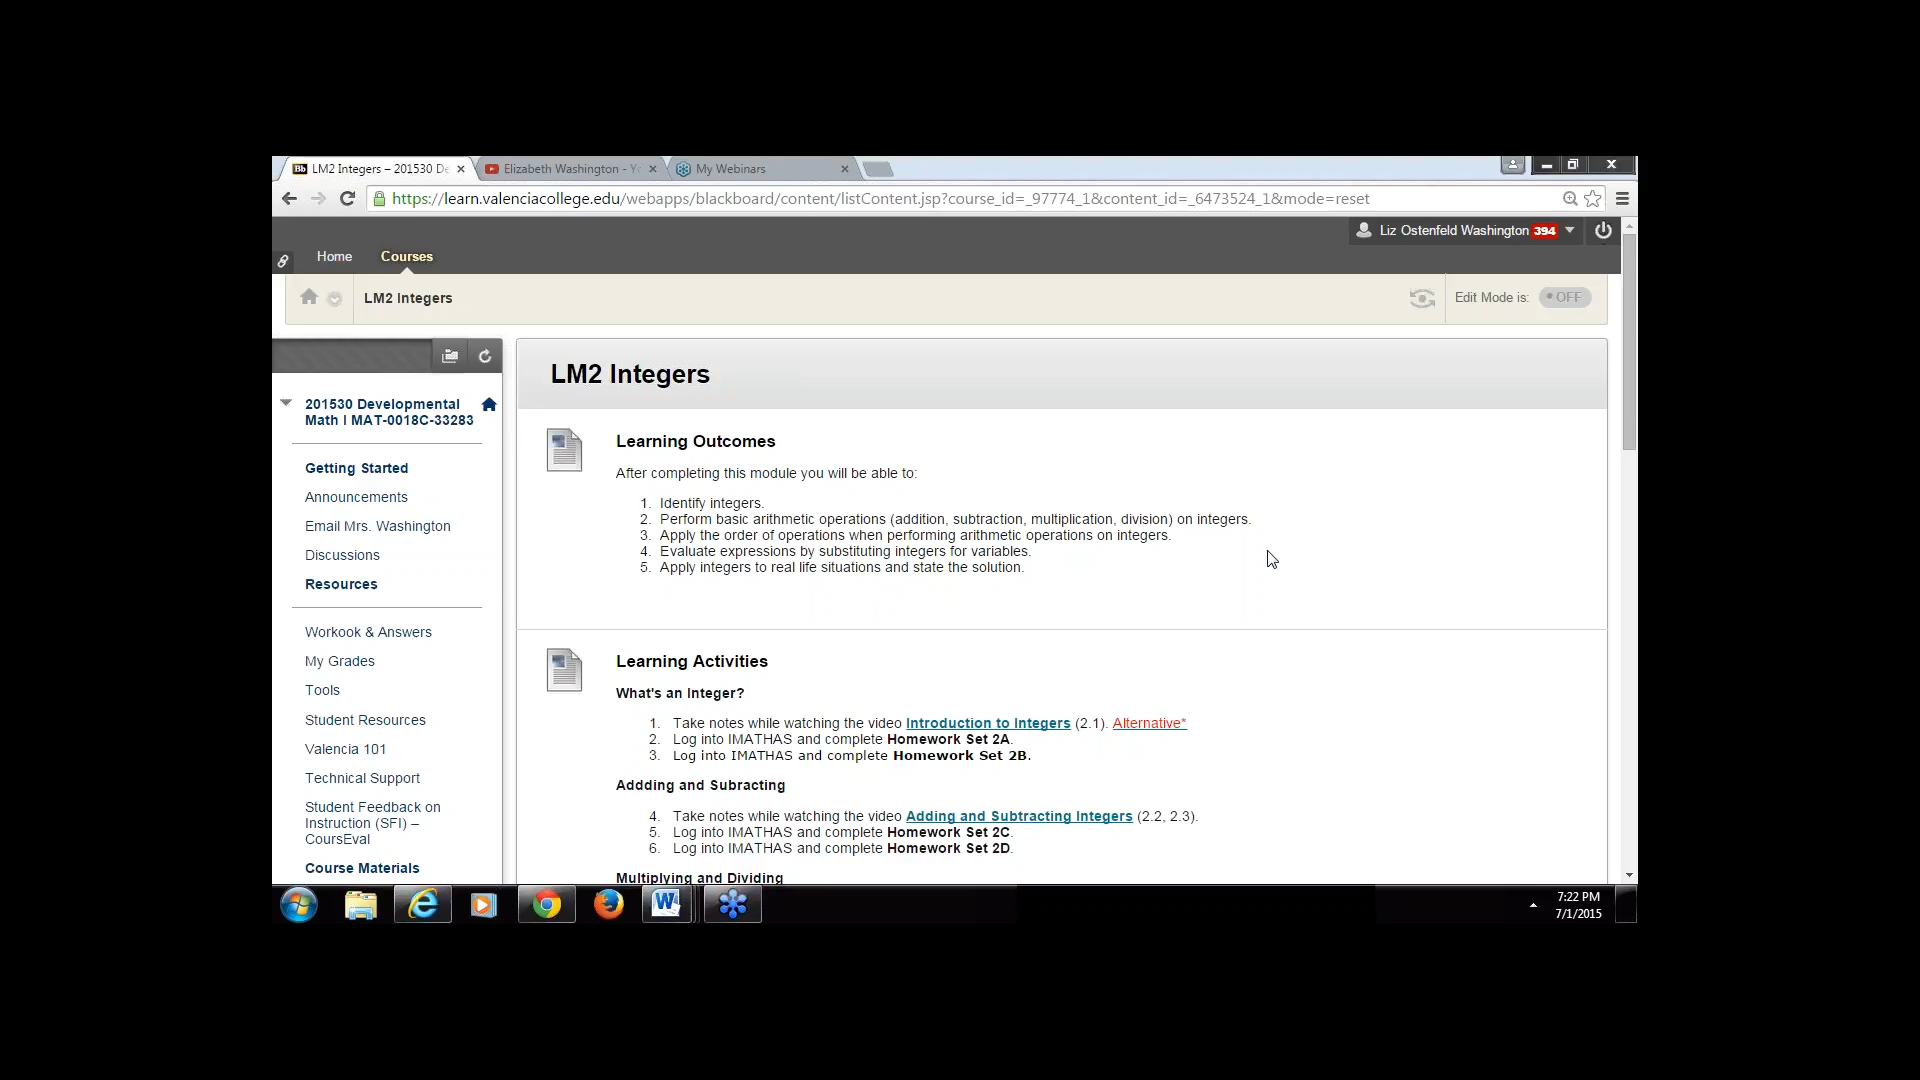 LM2 Integers – 201530 De
Elizabeth Washington - Yo
My Webinars
https://learn.valenciacollege.edu/webapps/blackboard/content/listContent.jsp?course_id=_97774_1&content_id=_6473524_1&mode=reset
Liz Ostenfeld Washington 394
Home
Courses
LM2 Integers
Edit Mode is: OFF
201530 Developmental
Math I MAT-0018C-33283
Getting Started
Announcements
Email Mrs. Washington
Discussions
Resources
Workook & Answers
My Grades
Tools
Student Resources
Valencia 101
Technical Support
Student Feedback on
Instruction (SFI) –
CoursEval
Course Materials
LM2 Integers
Learning Outcomes
After completing this module you will be able to:
1. Identify integers.
2. Perform basic arithmetic operations (addition, subtraction, multiplication, division) on integers.
3. Apply the order of operations when performing arithmetic operations on integers.
4. Evaluate expressions by substituting integers for variables.
5. Apply integers to real life situations and state the solution.
Learning Activities
What's an Integer?
1. Take notes while watching the video Introduction to Integers (2.1). Alternative*
2. Log into IMATHAS and complete Homework Set 2A.
3. Log into IMATHAS and complete Homework Set 2B.
Addding and Subracting
4. Take notes while watching the video Adding and Subtracting Integers (2.2, 2.3).
5. Log into IMATHAS and complete Homework Set 2C.
6. Log into IMATHAS and complete Homework Set 2D.
Multiplying and Dividing
7:22 PM
7/1/2015